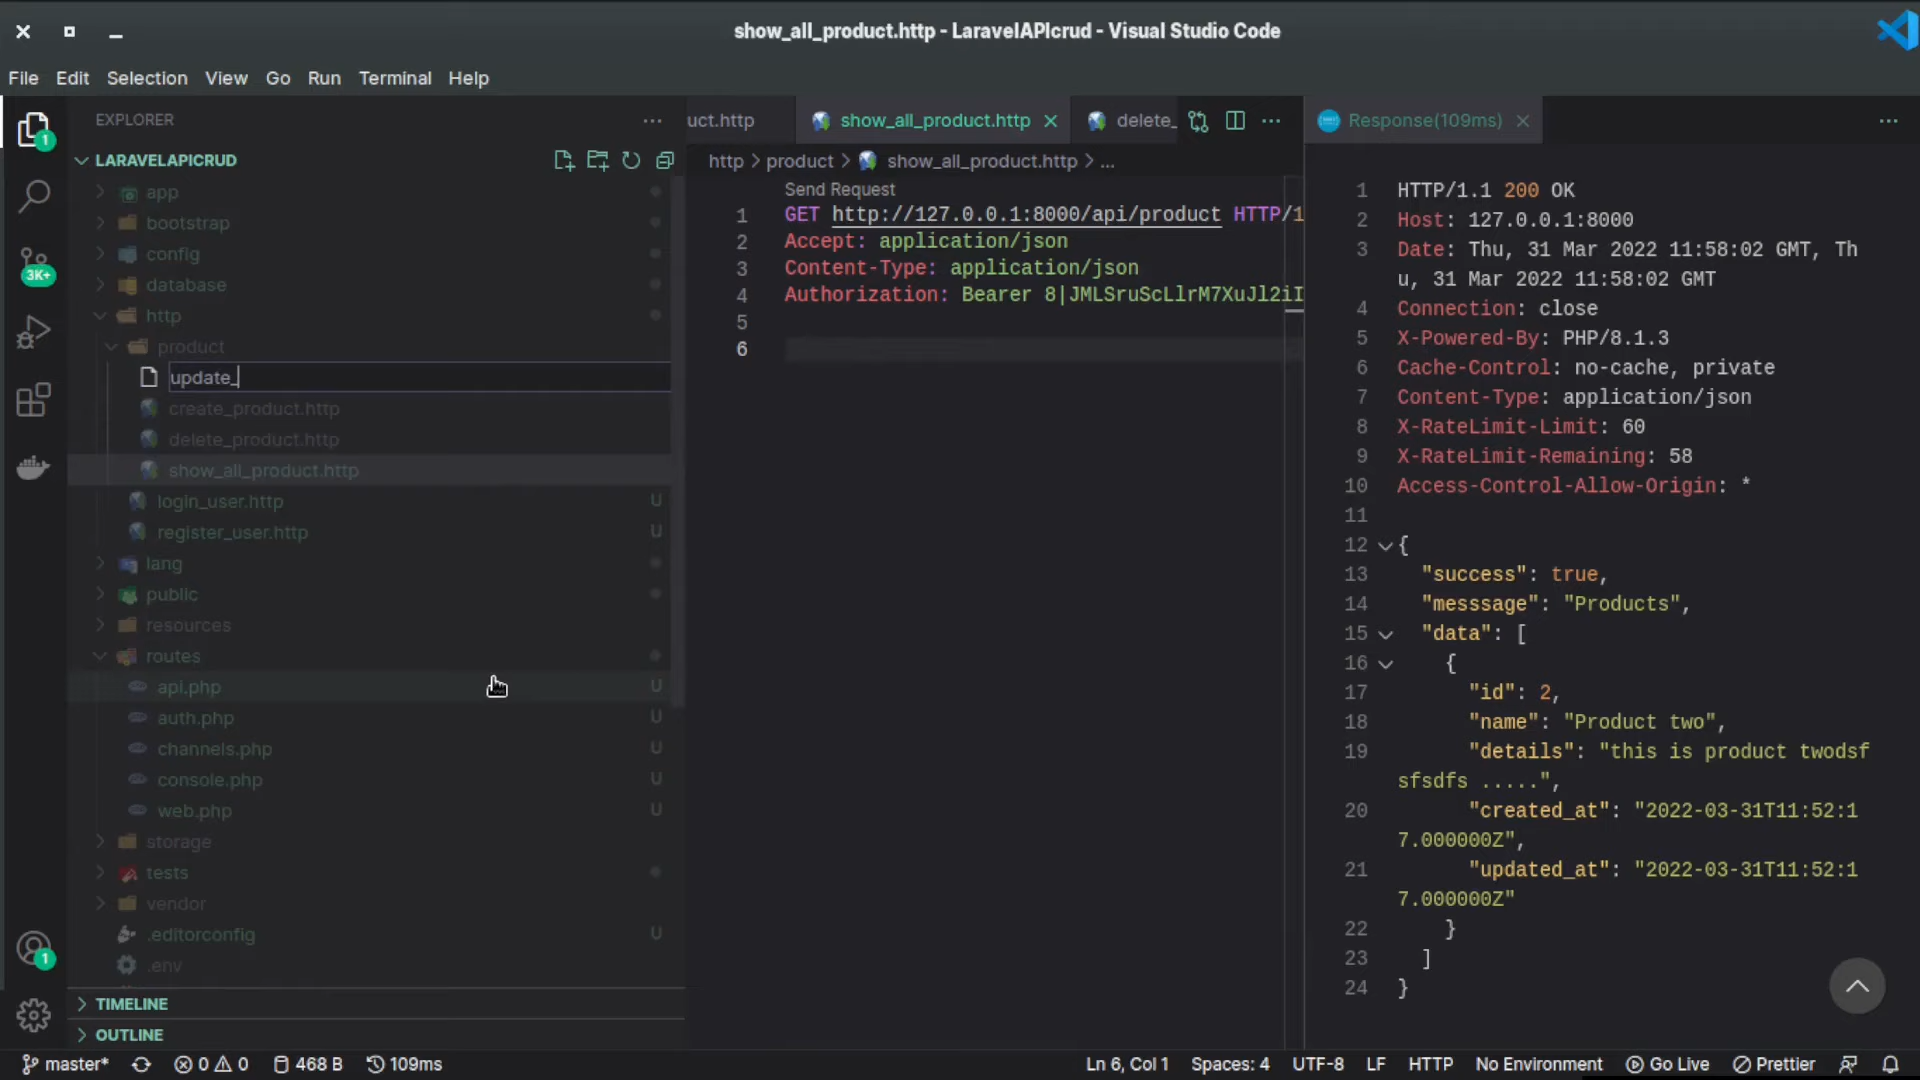 show_all_product.http - LaravelAPIcrud - Visual Studio Code
File Edit Selection View Go Run Terminal Help
EXPLORER
LARAVELAPICRUD
app
bootstrap
config
database
http
product
update_
create_product.http
delete_product.http
show_all_product.http
login_user.http U
register_user.http U
lang
public
resources
routes
api.php U
auth.php U
channels.php U
console.php U
web.php U
storage
tests
vendor
.editorconfig U
.env
TIMELINE
OUTLINE
1
3K+
1
uct.http show_all_product.http delete_
http > product > show_all_product.http > ...
Send Request
1 GET http://127.0.0.1:8000/api/product HTTP/1
2 Accept: application/json
3 Content-Type: application/json
4 Authorization: Bearer 8|JMLSruScLlrM7XuJl2iI
5
6
Response(109ms)
1 HTTP/1.1 200 OK
2 Host: 127.0.0.1:8000
3 Date: Thu, 31 Mar 2022 11:58:02 GMT, Th
u, 31 Mar 2022 11:58:02 GMT
4 Connection: close
5 X-Powered-By: PHP/8.1.3
6 Cache-Control: no-cache, private
7 Content-Type: application/json
8 X-RateLimit-Limit: 60
9 X-RateLimit-Remaining: 58
10 Access-Control-Allow-Origin: *
11
12 {
13 "success": true,
14 "messsage": "Products",
15 "data": [
16 {
17 "id": 2,
18 "name": "Product two",
19 "details": "this is product twodsf
sfsdfs .....",
20 "created_at": "2022-03-31T11:52:1
7.000000Z",
21 "updated_at": "2022-03-31T11:52:1
7.000000Z"
22 }
23 ]
24 }
master* 0 0 468 B 109ms Ln 6, Col 1 Spaces: 4 UTF-8 LF HTTP No Environment Go Live Prettier